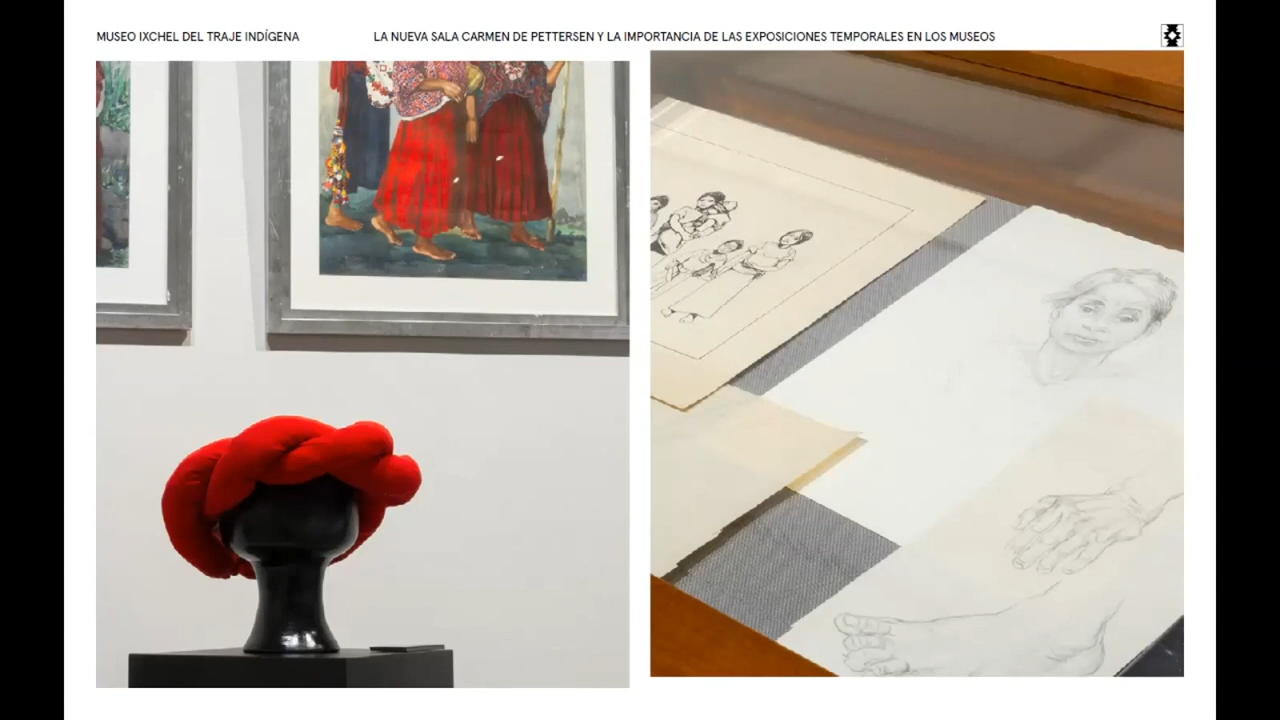 MUSEO IXCHEL DEL TRAJE INDÍGENA
LA NUEVA SALA CARMEN DE PETTERSEN Y LA IMPORTANCIA DE LAS EXPOSICIONES TEMPORALES EN LOS MUSEOS